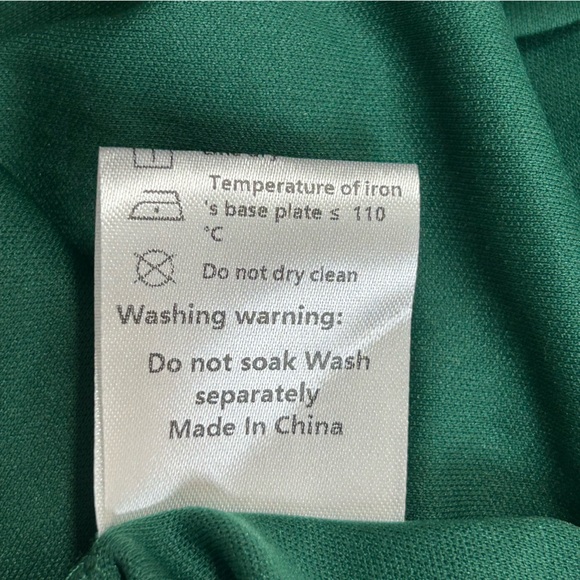 Temperature of iron
's base plate ≤ 110
°C
Do not dry clean
Washing warning:
Do not soak Wash
separately
Made In China